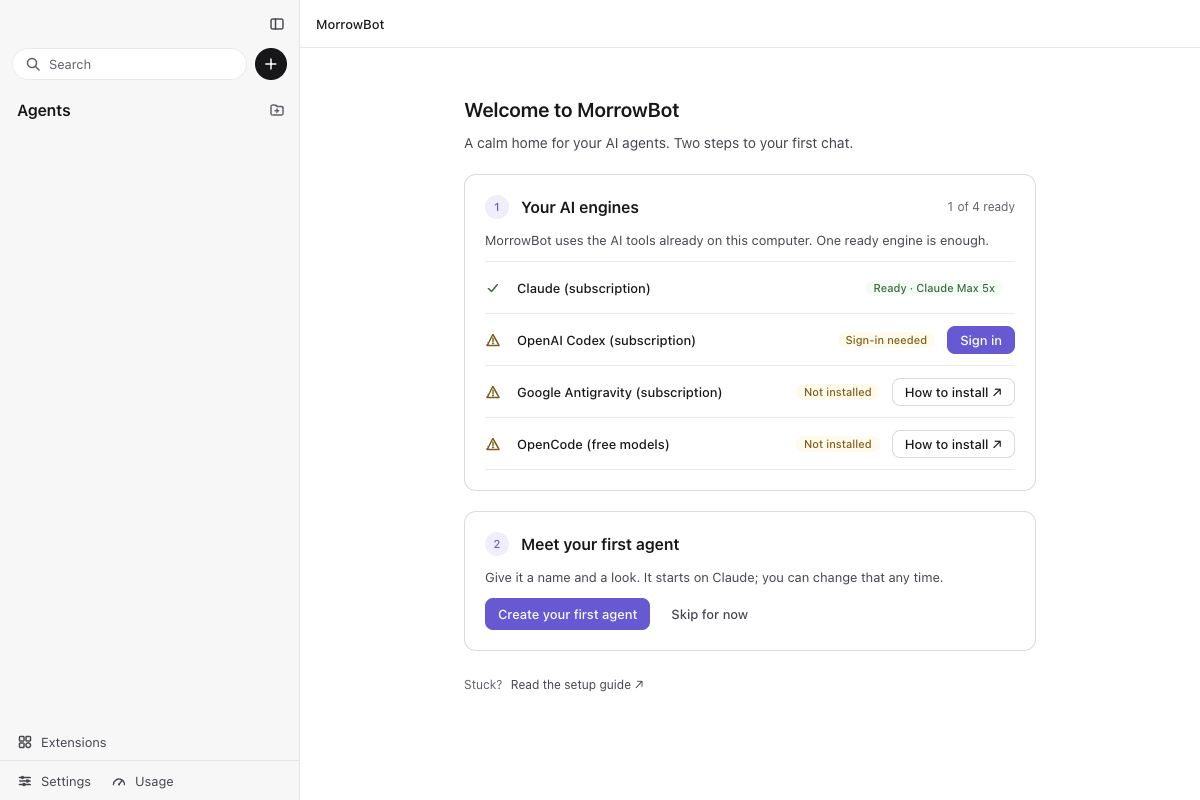 MorrowBot
Search
Agents
Welcome to MorrowBot
A calm home for your AI agents. Two steps to your first chat.
1 Your AI engines 1 of 4 ready
MorrowBot uses the AI tools already on this computer. One ready engine is enough.
Claude (subscription) Ready · Claude Max 5x
OpenAI Codex (subscription) Sign-in needed Sign in
Google Antigravity (subscription) Not installed How to install ↗
OpenCode (free models) Not installed How to install ↗
2 Meet your first agent
Give it a name and a look. It starts on Claude; you can change that any time.
Create your first agent Skip for now
Stuck? Read the setup guide ↗
Extensions
Settings Usage